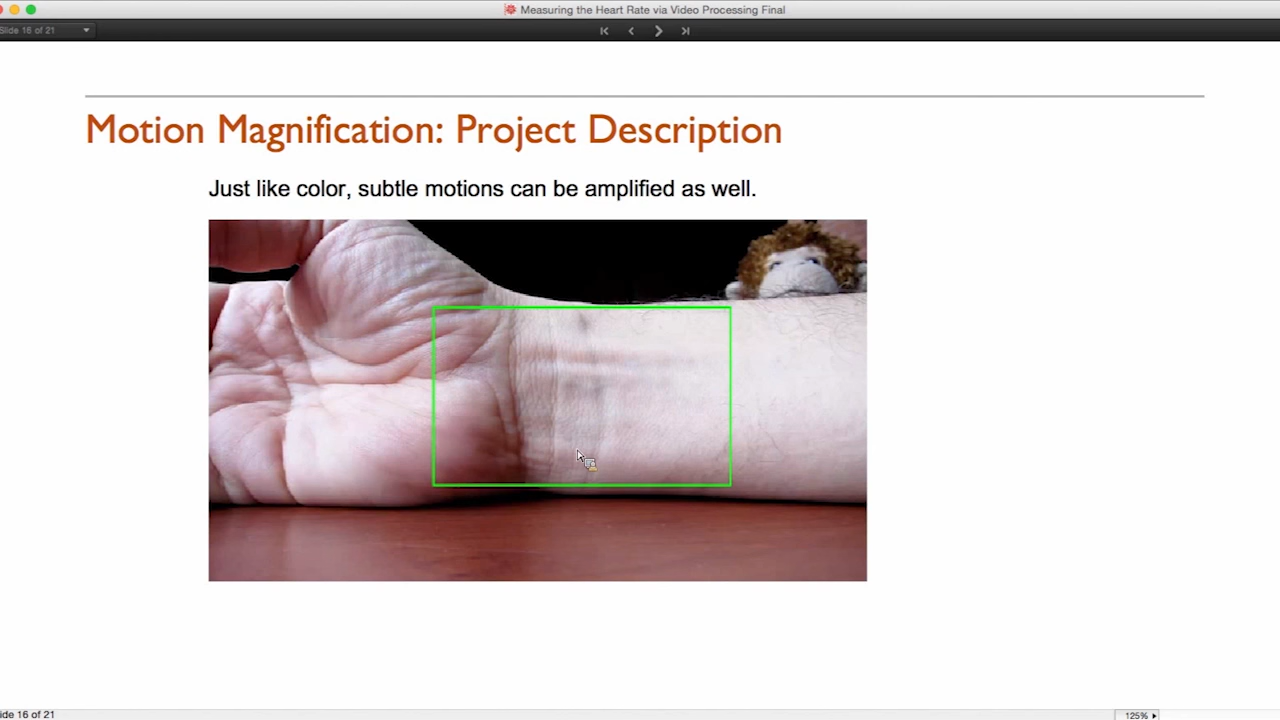 Measuring the Heart Rate via Video Processing Final
Slide 16 of 21
Motion Magnification: Project Description
Just like color, subtle motions can be amplified as well.
lide 16 of 21
125%